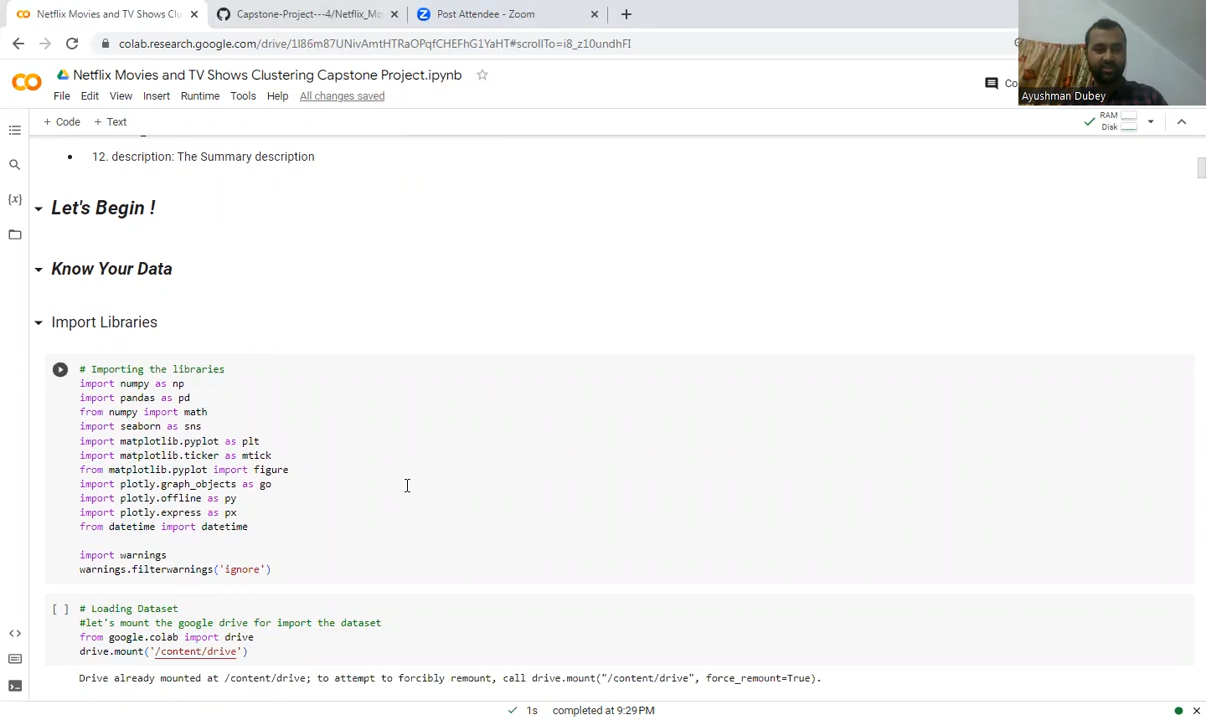 Netflix Movies and TV Shows Clu
Capstone-Project---4/Netflix_Mo
Post Attendee - Zoom
colab.research.google.com/drive/1I86m87UNivAmtHTRaOPqfCHEFhG1YaHT#scrollTo=i8_z10undhFI
Netflix Movies and TV Shows Clustering Capstone Project.ipynb
Co
Ayushman Dubey
File Edit View Insert Runtime Tools Help All changes saved
+ Code + Text
RAM
Disk
• 12. description: The Summary description
Let's Begin !
Know Your Data
Import Libraries
# Importing the libraries
import numpy as np
import pandas as pd
from numpy import math
import seaborn as sns
import matplotlib.pyplot as plt
import matplotlib.ticker as mtick
from matplotlib.pyplot import figure
import plotly.graph_objects as go
import plotly.offline as py
import plotly.express as px
from datetime import datetime
import warnings
warnings.filterwarnings('ignore')
[ ] # Loading Dataset
#let's mount the google drive for import the dataset
from google.colab import drive
drive.mount('/content/drive')
Drive already mounted at /content/drive; to attempt to forcibly remount, call drive.mount("/content/drive", force_remount=True).
1s completed at 9:29PM